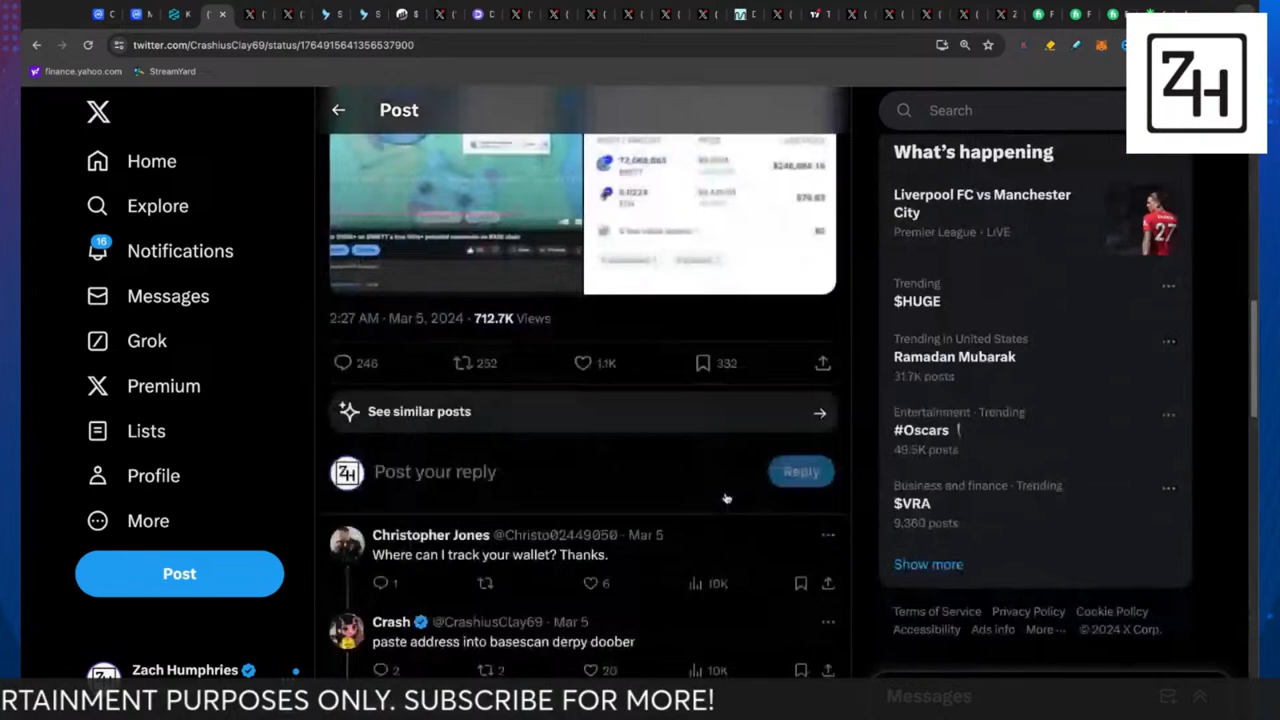 twitter.com/CrashiusClay69/status/1764915641356537900
finance.yahoo.com
StreamYard
ZH
Home
Explore
16
Notifications
Messages
Grok
Premium
Lists
Profile
More
Post
Zach Humphries
Post
2:27 AM · Mar 5, 2024 · 712.7K Views
246
252
1.1K
332
See similar posts
ZH
Post your reply
Reply
Christopher Jones @Christo02449050 · Mar 5
Where can I track your wallet? Thanks.
1
6
10K
Crash @CrashiusClay69 · Mar 5
paste address into basescan derpy doober
2
2
20
10K
Search
What's happening
Liverpool FC vs Manchester
City
Premier League · LIVE
27
Trending
$HUGE
Trending in United States
Ramadan Mubarak
317K posts
Entertainment · Trending
#Oscars
49.5K posts
Business and finance · Trending
$VRA
9,360 posts
Show more
Terms of Service Privacy Policy Cookie Policy
Accessibility Ads info More ··· © 2024 X Corp.
Messages
RTAINMENT PURPOSES ONLY. SUBSCRIBE FOR MORE!